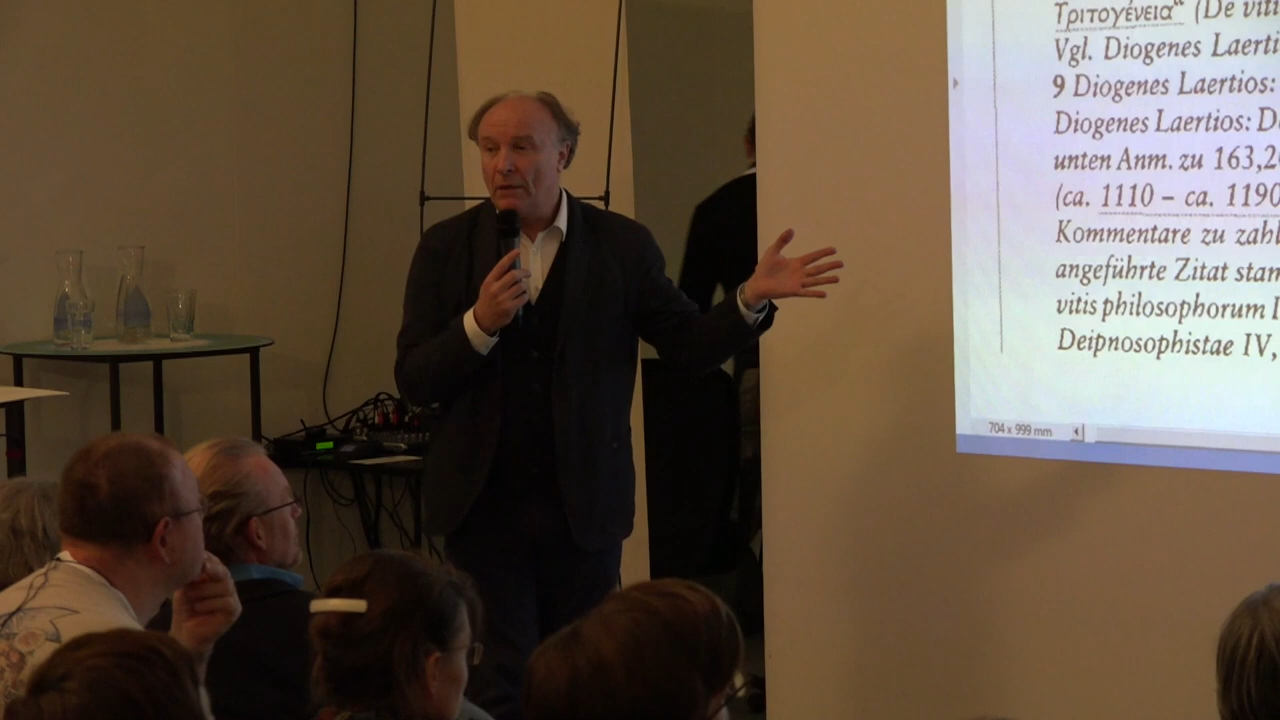 Τριτογένεια“ (De viti
Vgl. Diogenes Laerti
9 Diogenes Laertios:
Diogenes Laertios: D
unten Anm. zu 163,2
(ca. 1110 – ca. 1190
Kommentare zu zahl
angeführte Zitat stam
vitis philosophorum I
Deipnosophistae IV,
704 x 999 mm